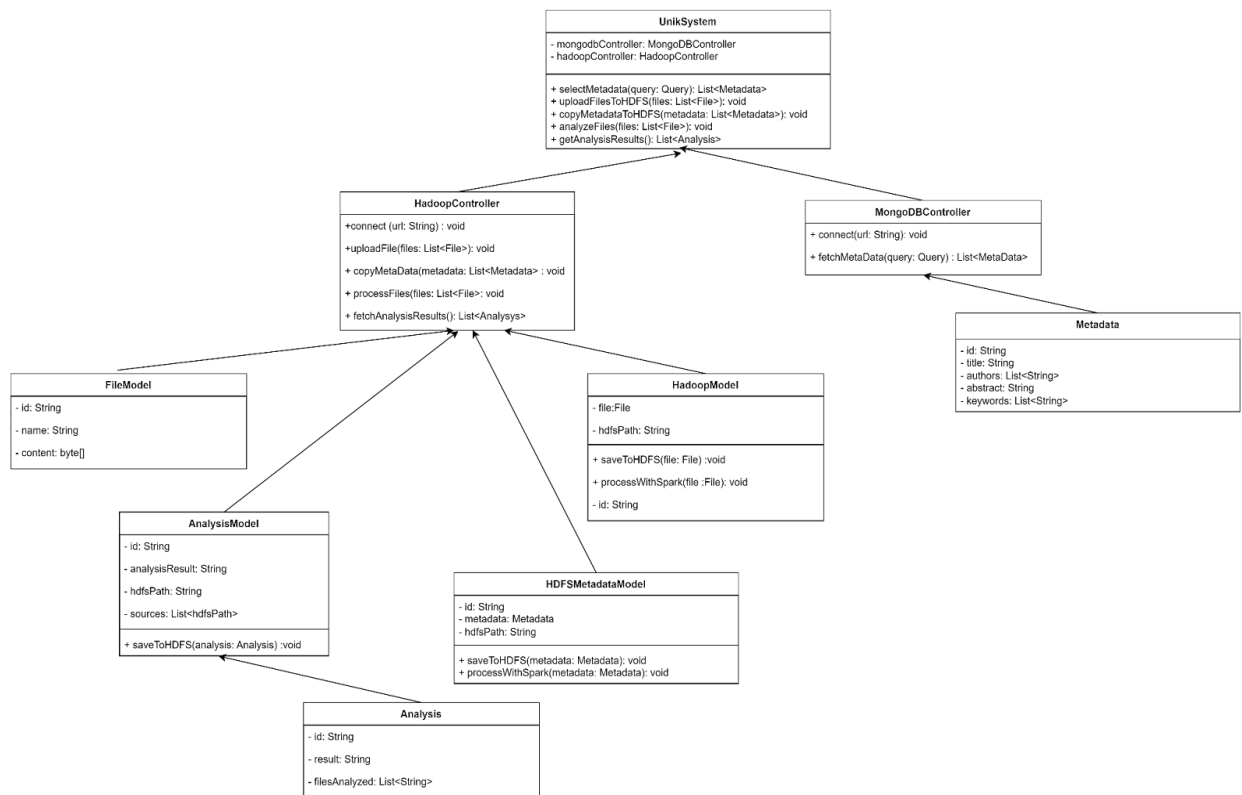 UnikSystem
- mongodbController: MongoDBController
- hadoopController: HadoopController
+ selectMetadata(query: Query): List<Metadata>
+ uploadFilesToHDFS(files: List<File>): void
+ copyMetadataToHDFS(metadata: List<Metadata>): void
+ analyzeFiles(files: List<File>): void
+ getAnalysisResults(): List<Analysis>
HadoopController
+connect (url: String) : void
+uploadFile(files: List<File>): void
+ copyMetaData(metadata: List<Metadata> : void
+ processFiles(files: List<File>: void
+ fetchAnalysisResults(): List<Analysys>
MongoDBController
+ connect(url: String): void
+ fetchMetaData(query: Query) : List<MetaData>
Metadata
- id: String
- title: String
- authors: List<String>
- abstract: String
- keywords: List<String>
FileModel
- id: String
- name: String
- content: byte[]
HadoopModel
- file:File
- hdfsPath: String
+ saveToHDFS(file: File) :void
+ processWithSpark(file :File): void
- id: String
AnalysisModel
- id: String
- analysisResult: String
- hdfsPath: String
- sources: List<hdfsPath>
+ saveToHDFS(analysis: Analysis) :void
HDFSMetadataModel
- id: String
- metadata: Metadata
- hdfsPath: String
+ saveToHDFS(metadata: Metadata): void
+ processWithSpark(metadata: Metadata): void
Analysis
- id: String
- result: String
- filesAnalyzed: List<String>